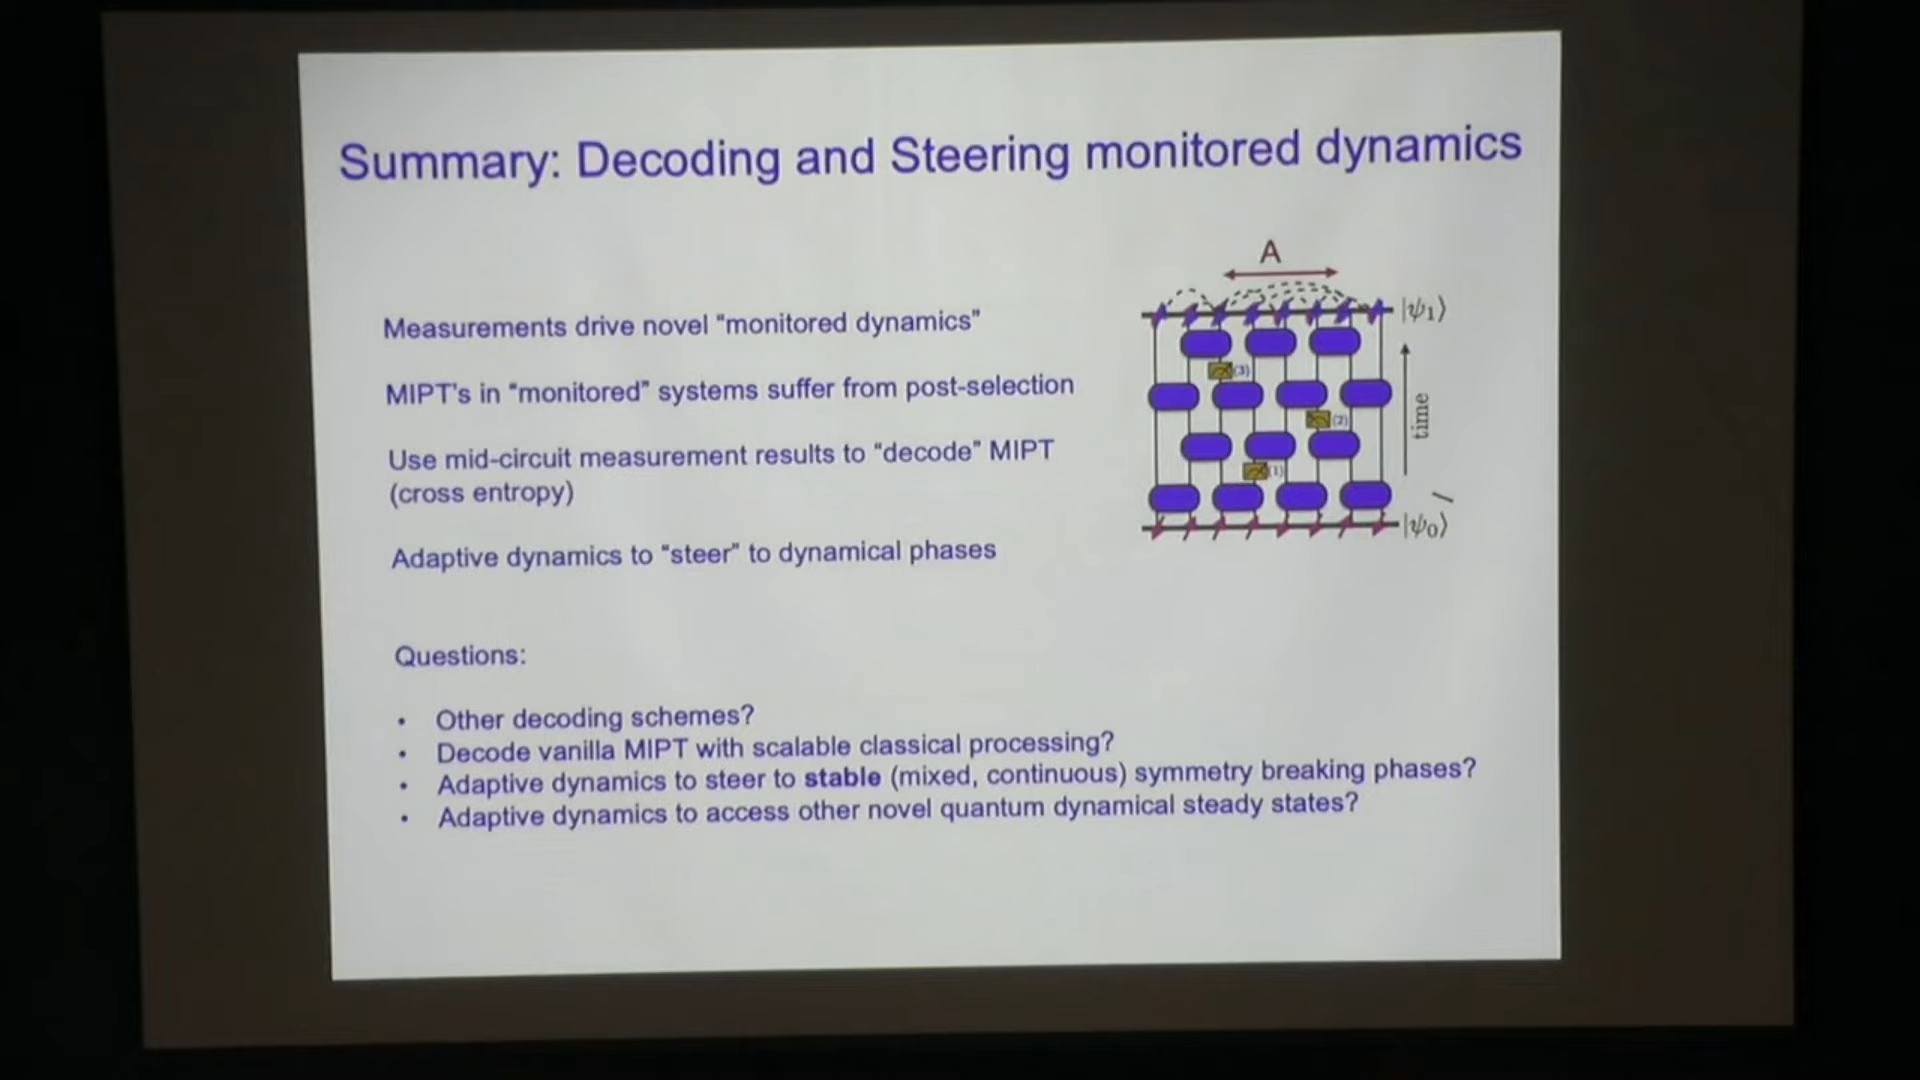 Summary: Decoding and Steering monitored dynamics
A
|ψ₁⟩
Measurements drive novel "monitored dynamics"
(3)
MIPT's in "monitored" systems suffer from post-selection
(2)
time
Use mid-circuit measurement results to "decode" MIPT
(cross entropy)
(1)
|ψ₀⟩
Adaptive dynamics to "steer" to dynamical phases
Questions:
• Other decoding schemes?
• Decode vanilla MIPT with scalable classical processing?
• Adaptive dynamics to steer to stable (mixed, continuous) symmetry breaking phases?
• Adaptive dynamics to access other novel quantum dynamical steady states?